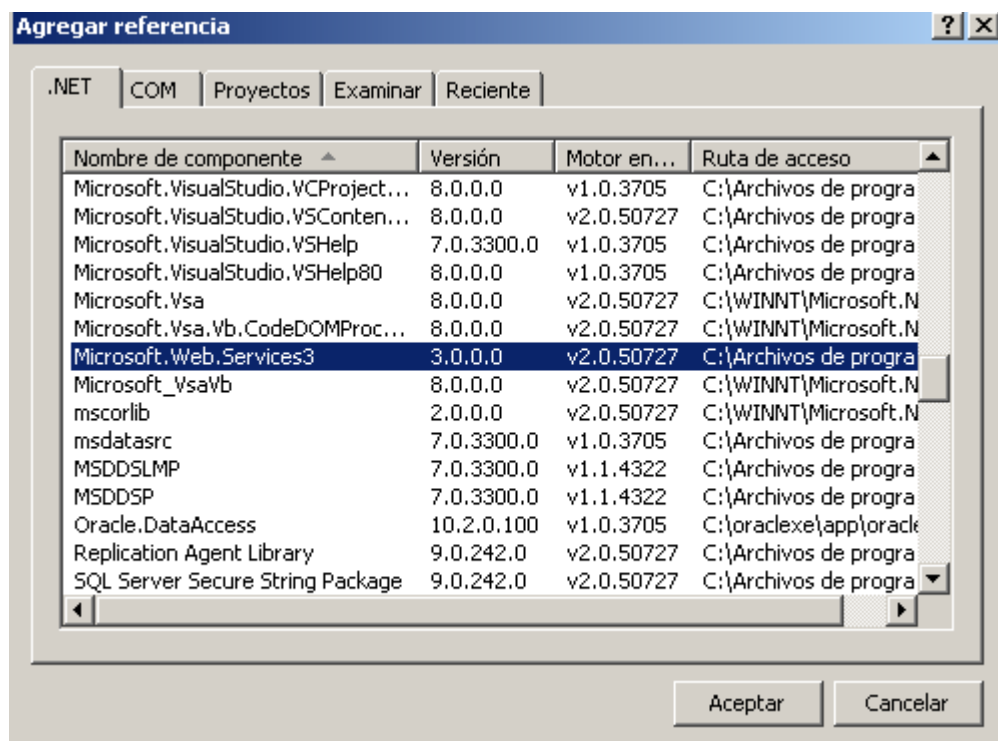 Agregar referencia
.NET COM Proyectos Examinar Reciente
Nombre de componente Versión Motor en... Ruta de acceso
Microsoft.VisualStudio.VCProject... 8.0.0.0 v1.0.3705 C:\Archivos de progra
Microsoft.VisualStudio.VSConten... 8.0.0.0 v2.0.50727 C:\Archivos de progra
Microsoft.VisualStudio.VSHelp 7.0.3300.0 v1.0.3705 C:\Archivos de progra
Microsoft.VisualStudio.VSHelp80 8.0.0.0 v1.0.3705 C:\Archivos de progra
Microsoft.Vsa 8.0.0.0 v2.0.50727 C:\WINNT\Microsoft.N
Microsoft.Vsa.Vb.CodeDOMProc... 8.0.0.0 v2.0.50727 C:\WINNT\Microsoft.N
Microsoft.Web.Services3 3.0.0.0 v2.0.50727 C:\Archivos de progra
Microsoft_VsaVb 8.0.0.0 v2.0.50727 C:\WINNT\Microsoft.N
mscorlib 2.0.0.0 v2.0.50727 C:\WINNT\Microsoft.N
msdatasrc 7.0.3300.0 v1.0.3705 C:\Archivos de progra
MSDDSLMP 7.0.3300.0 v1.1.4322 C:\Archivos de progra
MSDDSP 7.0.3300.0 v1.1.4322 C:\Archivos de progra
Oracle.DataAccess 10.2.0.100 v1.0.3705 C:\oraclexe\app\oracle
Replication Agent Library 9.0.242.0 v2.0.50727 C:\Archivos de progra
SQL Server Secure String Package 9.0.242.0 v2.0.50727 C:\Archivos de progra
Aceptar Cancelar